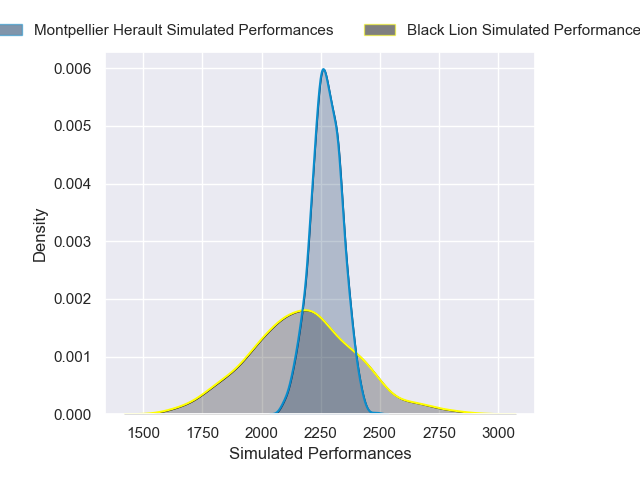 Montpellier Herault Simulated Performances
Black Lion Simulated Performance
0.006
0.005
0.004
0.003
0.002
0.001
0.000
Density
1500 1750 2000 2250 2500 2750 3000
Simulated Performances